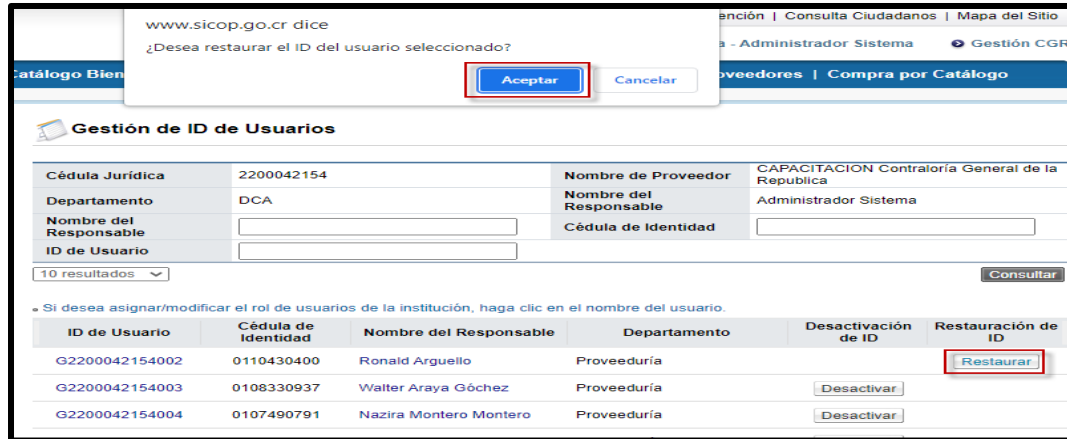 www.sicop.go.cr dice
¿Desea restaurar el ID del usuario seleccionado?
Aceptar Cancelar
ención | Consulta Ciudadanos | Mapa del Sitio
a - Administrador Sistema Gestión CGR
Catálogo Bien oveedores | Compra por Catálogo
Gestión de ID de Usuarios
Cédula Jurídica 2200042154 Nombre de Proveedor CAPACITACION Contraloría General de la Republica
Departamento DCA Nombre del Responsable Administrador Sistema
Nombre del Responsable Cédula de Identidad
ID de Usuario
10 resultados Consultar
Si desea asignar/modificar el rol de usuarios de la institución, haga clic en el nombre del usuario.
ID de Usuario Cédula de Identidad Nombre del Responsable Departamento Desactivación de ID Restauración de ID
G2200042154002 0110430400 Ronald Arguello Proveeduría Restaurar
G2200042154003 0108330937 Walter Araya Góchez Proveeduría Desactivar
G2200042154004 0107490791 Nazira Montero Montero Proveeduría Desactivar